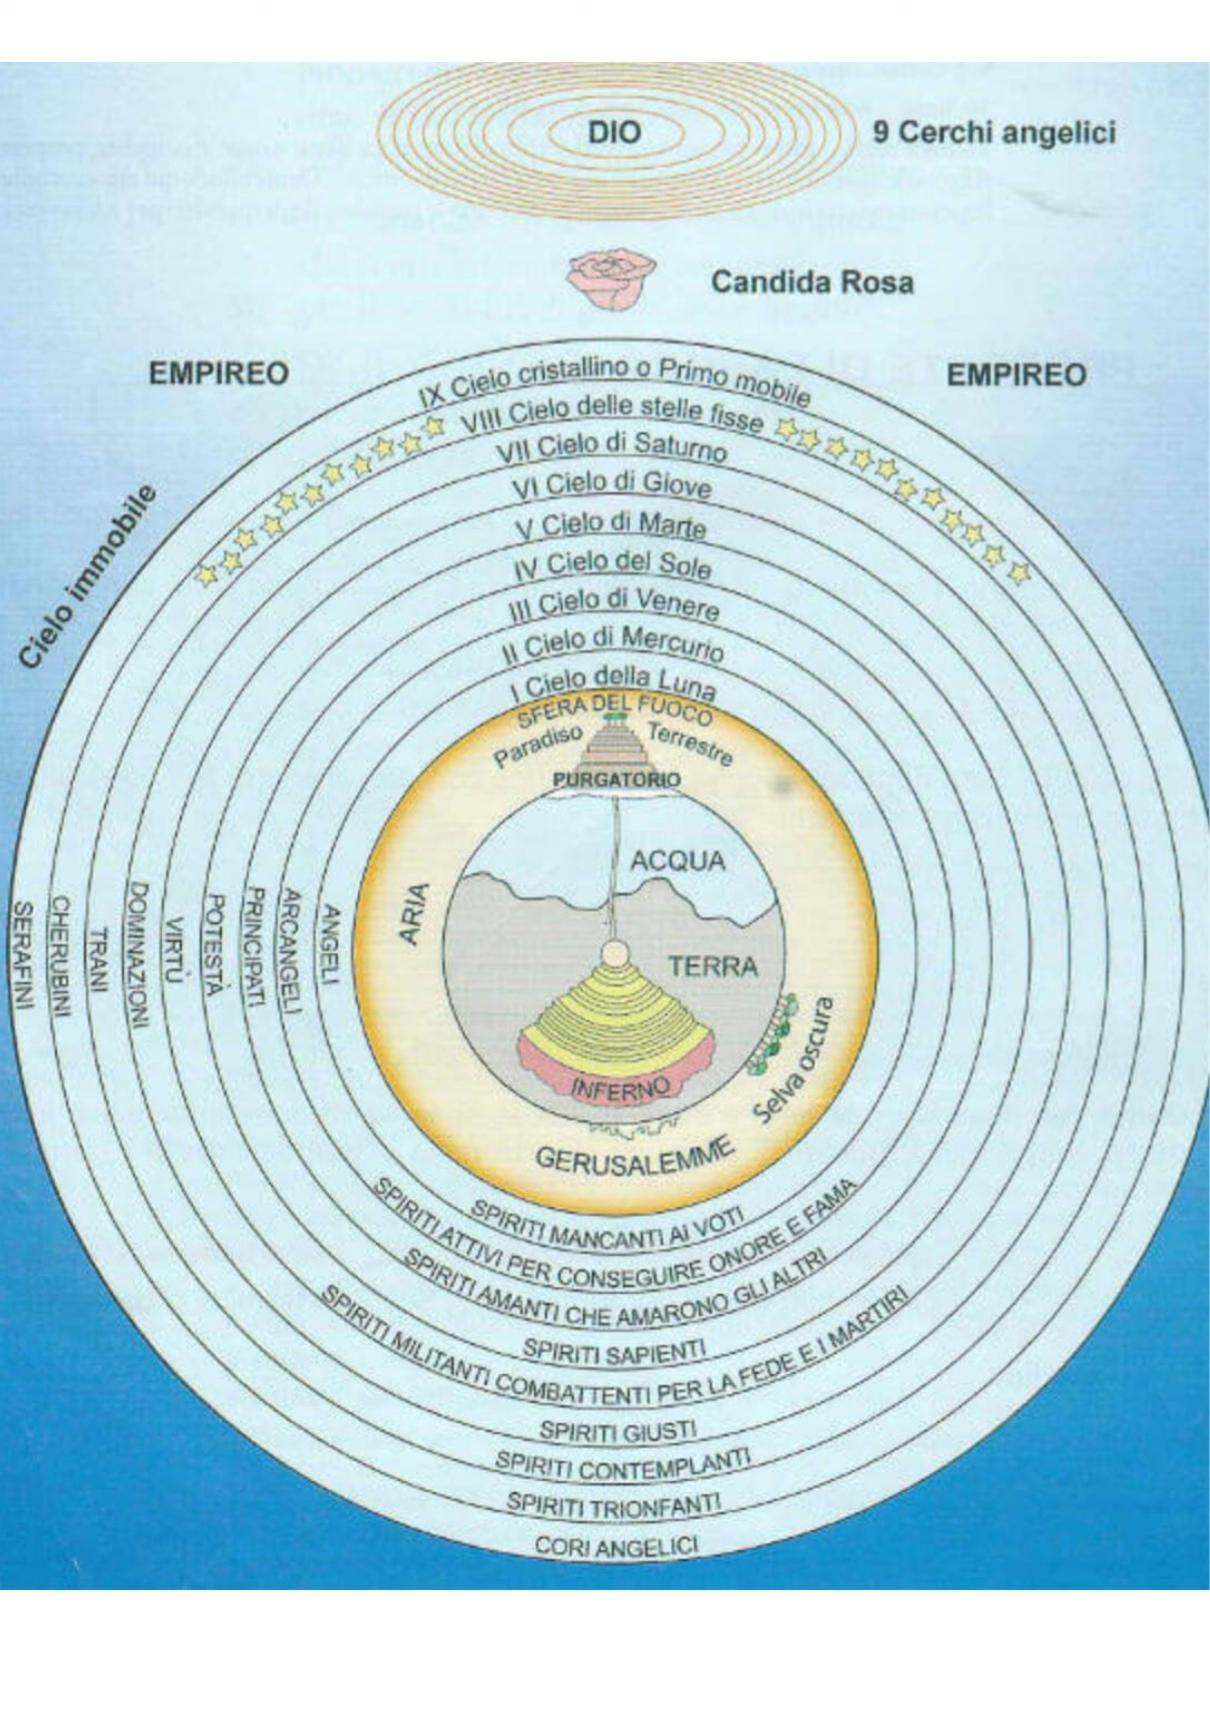 DIO
9 Cerchi angelici
Candida Rosa
EMPIREO
EMPIREO
Cielo immobile
IX Cielo cristallino o Primo mobile
VIII Cielo delle stelle fisse
VII Cielo di Saturno
VI Cielo di Giove
V Cielo di Marte
IV Cielo del Sole
III Cielo di Venere
II Cielo di Mercurio
I Cielo della Luna
SFERA DEL FUOCO
Paradiso Terrestre
PURGATORIO
ACQUA
ARIA
TERRA
INFERNO
Selva oscura
GERUSALEMME
SERAFINI
CHERUBINI
TRANI
DOMINAZIONI
VIRTÙ
POTESTÀ
PRINCIPATI
ARCANGELI
ANGELI
SPIRITI MANCANTI AI VOTI
SPIRITI ATTIVI PER CONSEGUIRE ONORE E FAMA
SPIRITI AMANTI CHE AMARONO GLI ALTRI
SPIRITI SAPIENTI
SPIRITI MILITANTI COMBATTENTI PER LA FEDE E I MARTIRI
SPIRITI GIUSTI
SPIRITI CONTEMPLANTI
SPIRITI TRIONFANTI
CORI ANGELICI